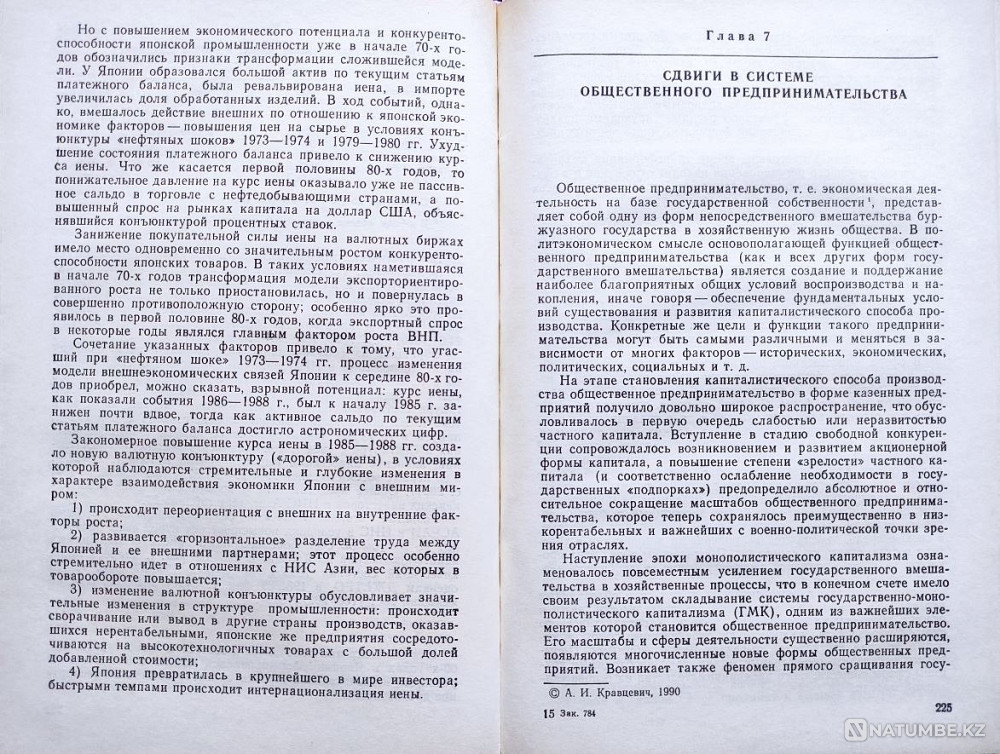 Но с повышением экономического потенциала и конкуренто-
способности японской промышленности уже в начале 70-х го-
дов обозначились признаки трансформации сложившейся моде-
ли. У Японии образовался большой актив по текущим статьям
платежного баланса, была ревальвирована иена, в импорте
увеличилась доля обработанных изделий. В ход событий, одна-
ко, вмешалось действие внешних по отношению к японской эко-
номике факторов — повышения цен на сырье в условиях конъ-
юнктуры «нефтяных шоков» 1973—1974 и 1979—1980 гг. Ухуд-
шение состояния платежного баланса привело к снижению кур-
са иены. Что же касается первой половины 80-х годов, то
понижательное давление на курс иены оказывало уже не пассив-
ное сальдо в торговле с нефтедобывающими странами, а по-
вышенный спрос на рынках капитала на доллар США, объяс-
нявшийся конъюнктурой процентных ставок.
Занижение покупательной силы иены на валютных биржах
имело место одновременно со значительным ростом конкуренто-
способности японских товаров. В таких условиях наметившаяся
в начале 70-х годов трансформация модели экспорториентиро-
ванного роста не только приостановилась, но и повернулась в
совершенно противоположную сторону; особенно ярко это про-
явилось в первой половине 80-х годов, когда экспортный спрос
в некоторые годы являлся главным фактором роста ВНП.
Сочетание указанных факторов привело к тому, что угас-
ший при «нефтяном шоке» 1973—1974 гг. процесс изменения
модели внешнеэкономических связей Японии к середине 80-х го-
дов приобрел, можно сказать, взрывной потенциал: курс иены,
как показали события 1986—1988 гг., был к началу 1985 г. за-
нижен почти вдвое, тогда как активное сальдо по текущим
статьям платежного баланса достигло астрономических цифр.
Закономерное повышение курса иены в 1985—1988 гг. созда-
ло новую валютную конъюнктуру («дорогой» иены), в условиях
которой наблюдаются стремительные и глубокие изменения в
характере взаимодействия экономики Японии с внешним ми-
ром:
1) происходит переориентация с внешних на внутренние фак-
торы роста;
2) развивается «горизонтальное» разделение труда между
Японией и ее внешними партнерами; этот процесс особенно
стремительно идет в отношениях с НИС Азии, вес которых в
товарообороте повышается;
3) изменение валютной конъюнктуры обусловливает значи-
тельные изменения в структуре промышленности: происходит
сворачивание или вывод в другие страны производств, оказав-
шихся нерентабельными, японские же предприятия сосредото-
чиваются на высокотехнологичных товарах с большой долей
добавленной стоимости;
4) Япония превратилась в крупнейшего в мире инвестора;
быстрыми темпами происходит интернационализация иены.
Глава 7
СДВИГИ В СИСТЕМЕ
ОБЩЕСТВЕННОГО ПРЕДПРИНИМАТЕЛЬСТВА
Общественное предпринимательство, т. е. экономическая дея-
тельность на базе государственной собственности¹, представ-
ляет собой одну из форм непосредственного вмешательства бур-
жуазного государства в хозяйственную жизнь общества. В по-
литэкономическом смысле основополагающей функцией общест-
венного предпринимательства (как и всех других форм го-
сударственного вмешательства) является создание и поддержание
наиболее благоприятных общих условий воспроизводства и на-
копления, иначе говоря — обеспечение фундаментальных усло-
вий существования и развития капиталистического способа про-
изводства. Конкретные же цели и функции такого предприни-
мательства могут быть самыми различными и меняться в за-
висимости от многих факторов — исторических, экономических,
политических, социальных и т. д.
На этапе становления капиталистического способа производ-
ства общественное предпринимательство в форме казенных пред-
приятий получило довольно широкое распространение, что обус-
ловливалось в первую очередь слабостью или неразвитостью
частного капитала. Вступление в стадию свободной конкурен-
ции сопровождалось возникновением и развитием акционерной
формы капитала, а повышение степени «зрелости» частного ка-
питала (и соответственно ослабление необходимости в
государственных «подпорках») предопределило абсолютное и отно-
сительное сокращение масштабов общественного предпринима-
тельства, которое теперь сохранялось преимущественно в низ-
корентабельных и важнейших с военно-политической точки зре-
ния отраслях.
Наступление эпохи монополистического капитализма озна-
меновалось повсеместным усилением государственного вмеша-
тельства в хозяйственные процессы, что в конечном счете имело
своим результатом складывание системы государственно-моно-
полистического капитализма (ГМК), одним из важнейших эле-
ментов которой становится общественное предпринимательство.
Его масштабы и сферы деятельности существенно расширяются,
появляются многочисленные новые формы общественных пред-
приятий. Возникает также феномен прямого сращивания госу-
© А. И. Кравцевич, 1990
15 Зак. 784
225
NATUMBE.KZ